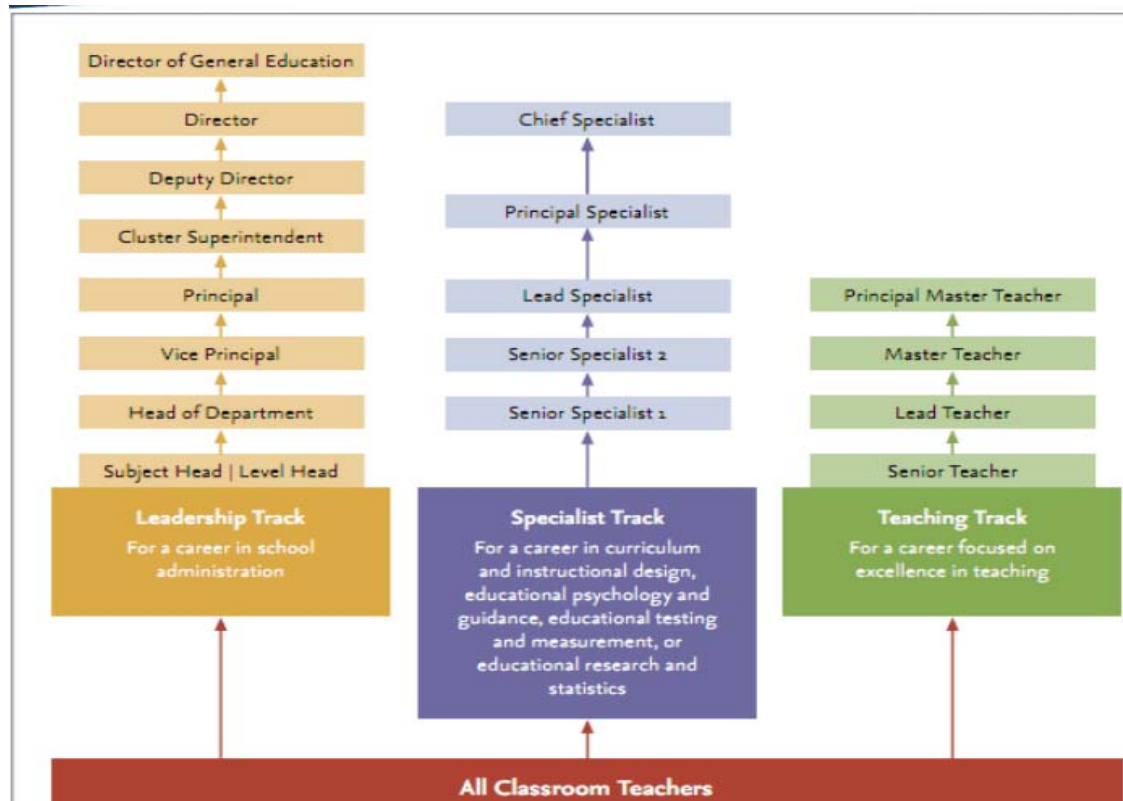 Director of General Education
Director
Deputy Director
Cluster Superintendent
Principal
Vice Principal
Head of Department
Subject Head | Level Head
Leadership Track
For a career in school
administration
Chief Specialist
Principal Specialist
Lead Specialist
Senior Specialist 2
Senior Specialist 1
Specialist Track
For a career in curriculum
and instructional design,
educational psychology and
guidance, educational testing
and measurement, or
educational research and
statistics
Principal Master Teacher
Master Teacher
Lead Teacher
Senior Teacher
Teaching Track
For a career focused on
excellence in teaching
All Classroom Teachers